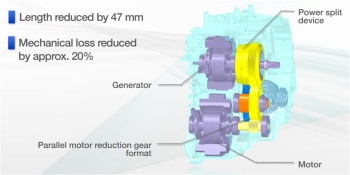 Length reduced by 47 mm
Mechanical loss reduced
by approx. 20%
Power split
device
Generator
Parallel motor reduction gear
format
Motor